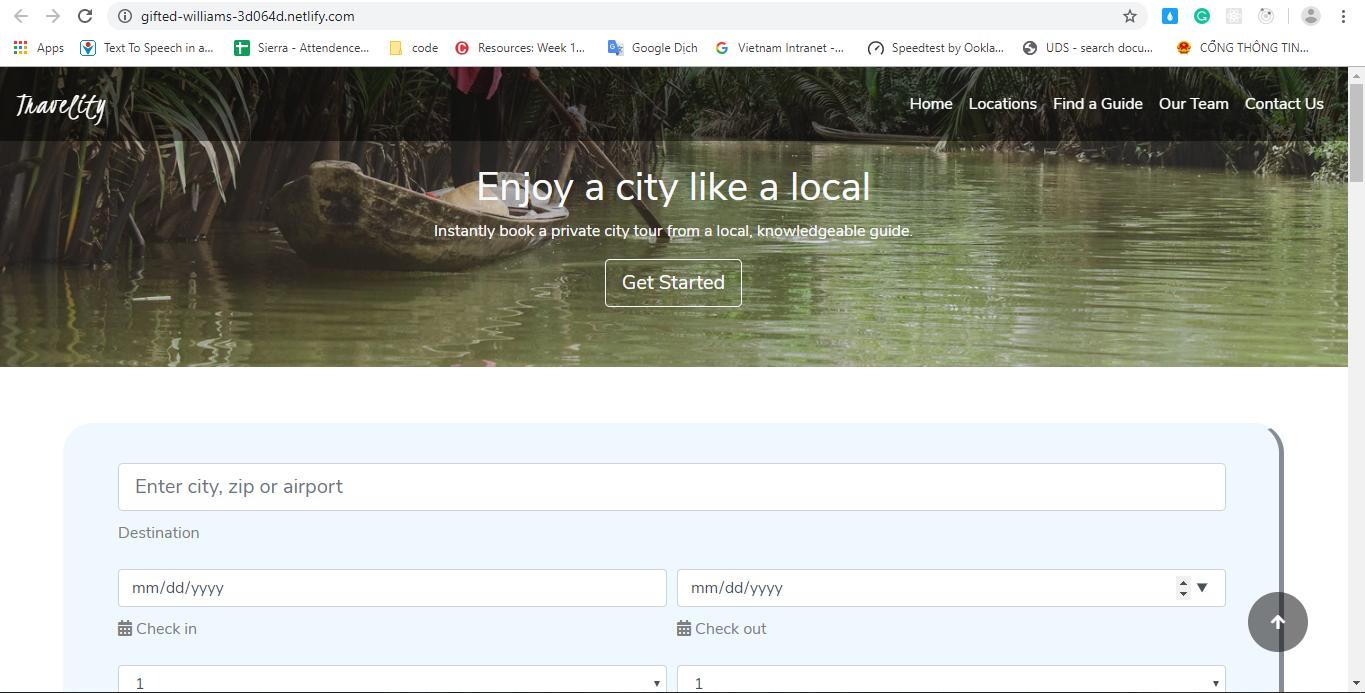 gifted-williams-3d064d.netlify.com
Apps Text To Speech in a... Sierra - Attendence... code Resources: Week 1... Google Dịch Vietnam Intranet -... Speedtest by Ookla... UDS - search docu... CỔNG THÔNG TIN...
Travelity Home Locations Find a Guide Our Team Contact Us
Enjoy a city like a local
Instantly book a private city tour from a local, knowledgeable guide.
Get Started
Enter city, zip or airport
Destination
mm/dd/yyyy mm/dd/yyyy
Check in Check out
1 1